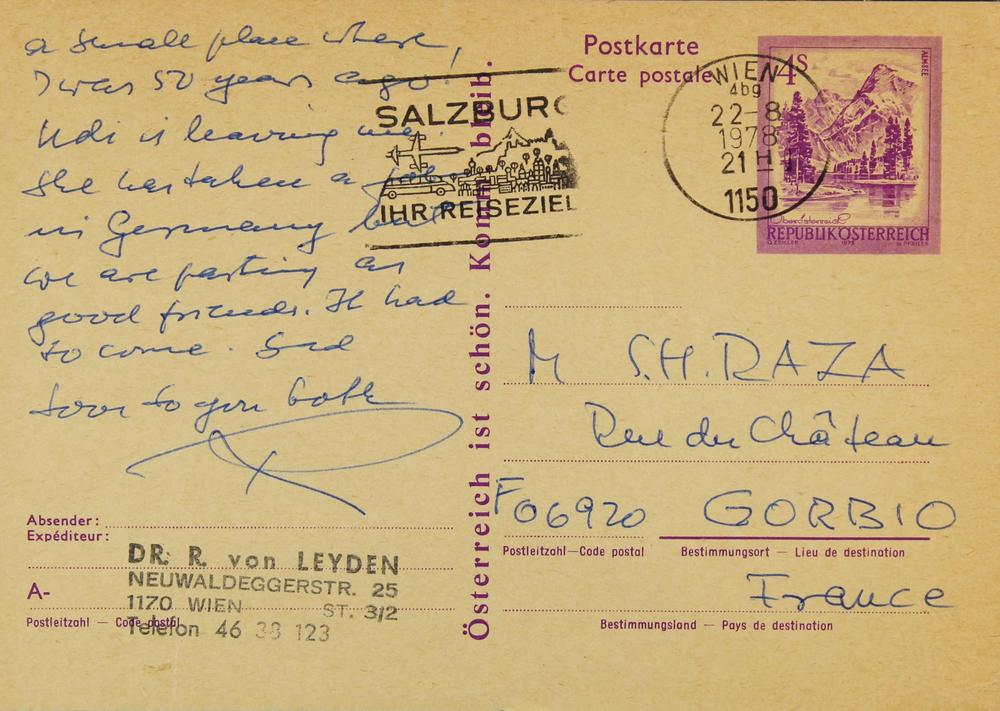 a small place where,
I was 50 years ago!
Udi is leaving me.
She has taken a job
in Germany but
we are parting as
good friends. It had
to come. Sad
to you both
Absender:
Expéditeur:
DR. R. von LEYDEN
NEUWALDEGGERSTR. 25
A-
1170 WIEN ST. 3/2
Postleitzahl — Code postal
Telefon 46 38 123
Österreich ist schön. Komm bleib.
SALZBURG
IHR REISEZIEL
Postkarte
Carte postale
WIEN
4bg
22-8
1978
21 H
1150
4S
ALMSEE
Oberösterreich
REPUBLIK ÖSTERREICH
1973
M S.H. RAZA
Rue du Château
F 06920 GORBIO
Postleitzahl—Code postal Bestimmungsort — Lieu de destination
France
Bestimmungsland — Pays de destination